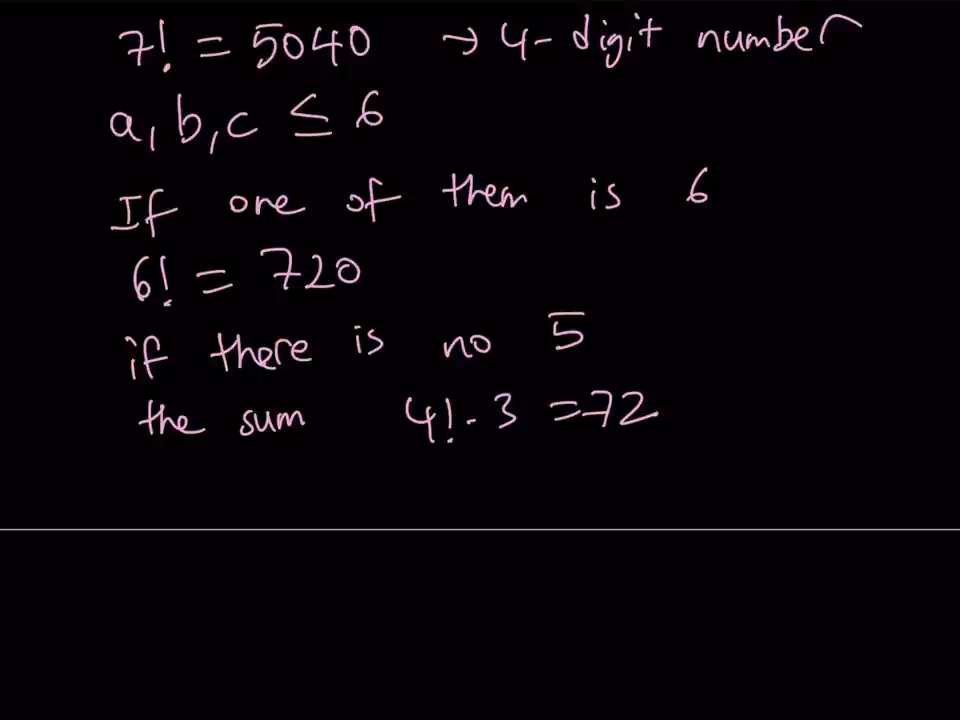 7! = 5040 → 4-digit number
a, b, c ≤ 6
If one of them is 6
6! = 720
if there is no 5
the sum 4! · 3 = 72